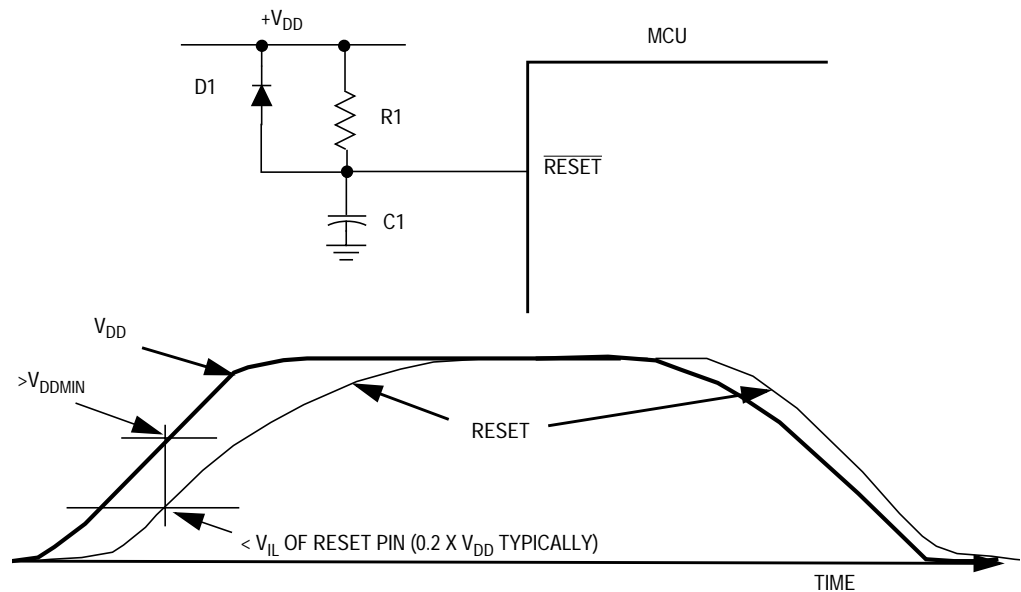 +VDD
MCU
D1
R1
RESET
C1
VDD
>VDDMIN
RESET
< VIL OF RESET PIN (0.2 X VDD TYPICALLY)
TIME